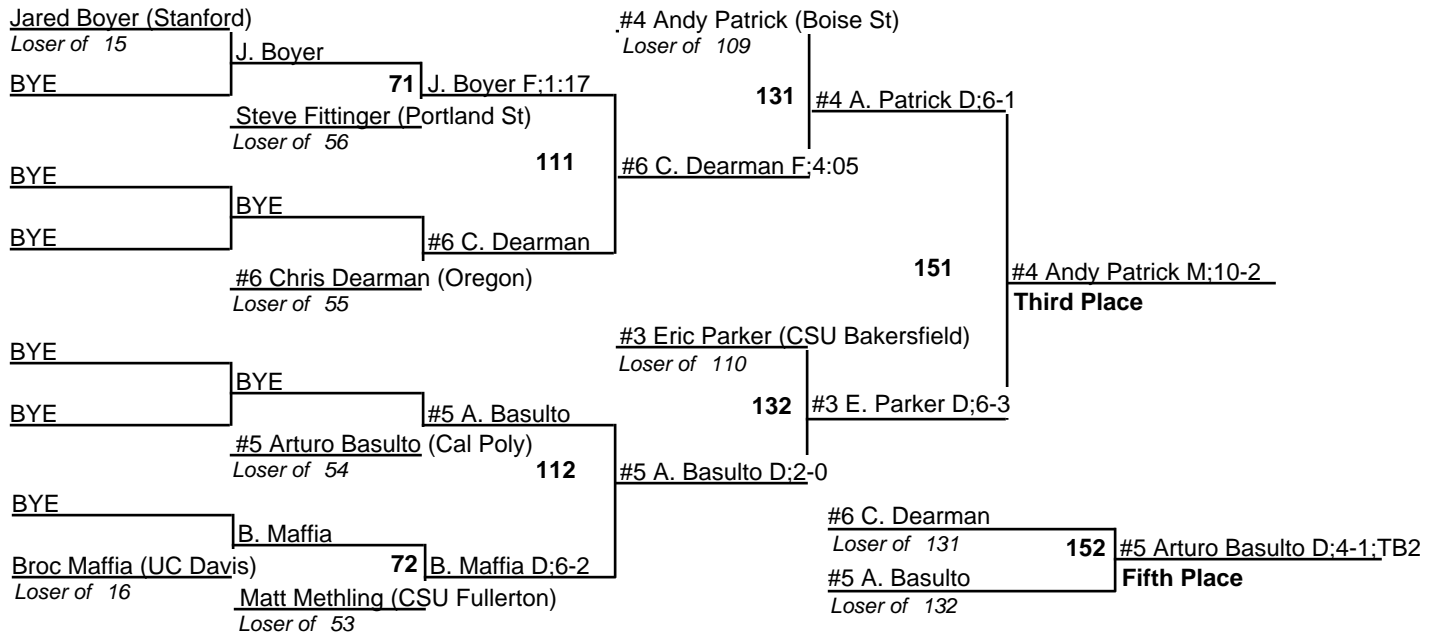 Jared Boyer (Stanford)
Loser of 15
J. Boyer
BYE
71
J. Boyer F;1:17
Steve Fittinger (Portland St)
Loser of 56
111
BYE
BYE
BYE
#6 C. Dearman
#6 Chris Dearman (Oregon)
Loser of 55
#4 Andy Patrick (Boise St)
Loser of 109
131
#4 A. Patrick D;6-1
#6 C. Dearman F;4:05
151
#4 Andy Patrick M;10-2
Third Place
BYE
BYE
BYE
#5 A. Basulto
#5 Arturo Basulto (Cal Poly)
Loser of 54
112
#3 Eric Parker (CSU Bakersfield)
Loser of 110
132
#3 E. Parker D;6-3
#5 A. Basulto D;2-0
BYE
B. Maffia
Broc Maffia (UC Davis)
Loser of 16
72
B. Maffia D;6-2
Matt Methling (CSU Fullerton)
Loser of 53
#6 C. Dearman
Loser of 131
152
#5 Arturo Basulto D;4-1;TB2
#5 A. Basulto
Fifth Place
Loser of 132